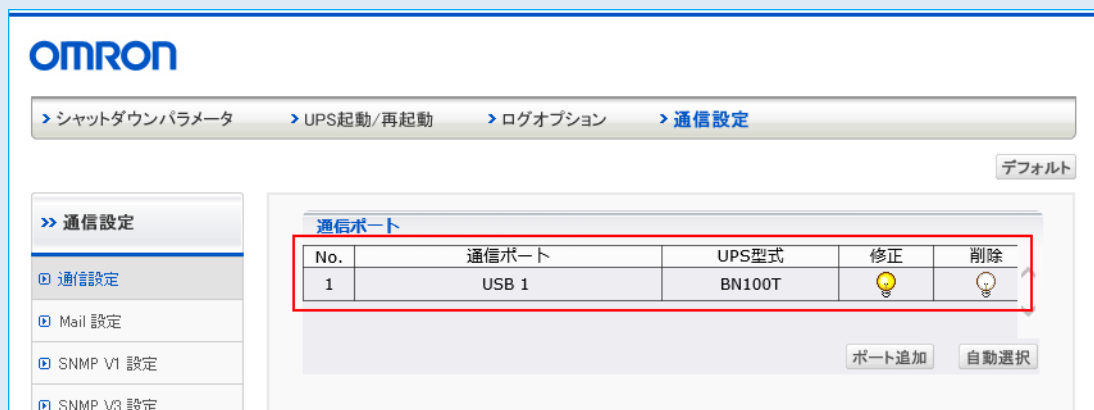 OMRON
シャットダウンパラメータ UPS起動/再起動 ログオプション 通信設定
デフォルト
通信設定
通信設定
Mail 設定
SNMP V1 設定
SNMP V3 設定
通信ポート
No. 通信ポート UPS型式 修正 削除
1 USB 1 BN100T
ポート追加 自動選択